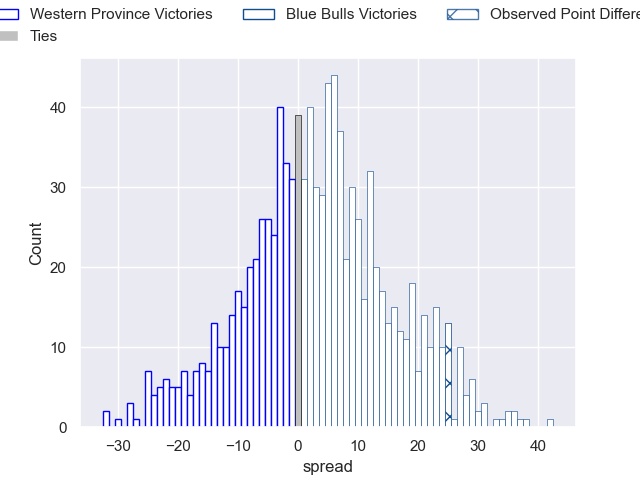 Western Province Victories Blue Bulls Victories Observed Point Differe
Ties
40
30
20
10
0
Count
−30 −20 −10 0 10 20 30 40
spread